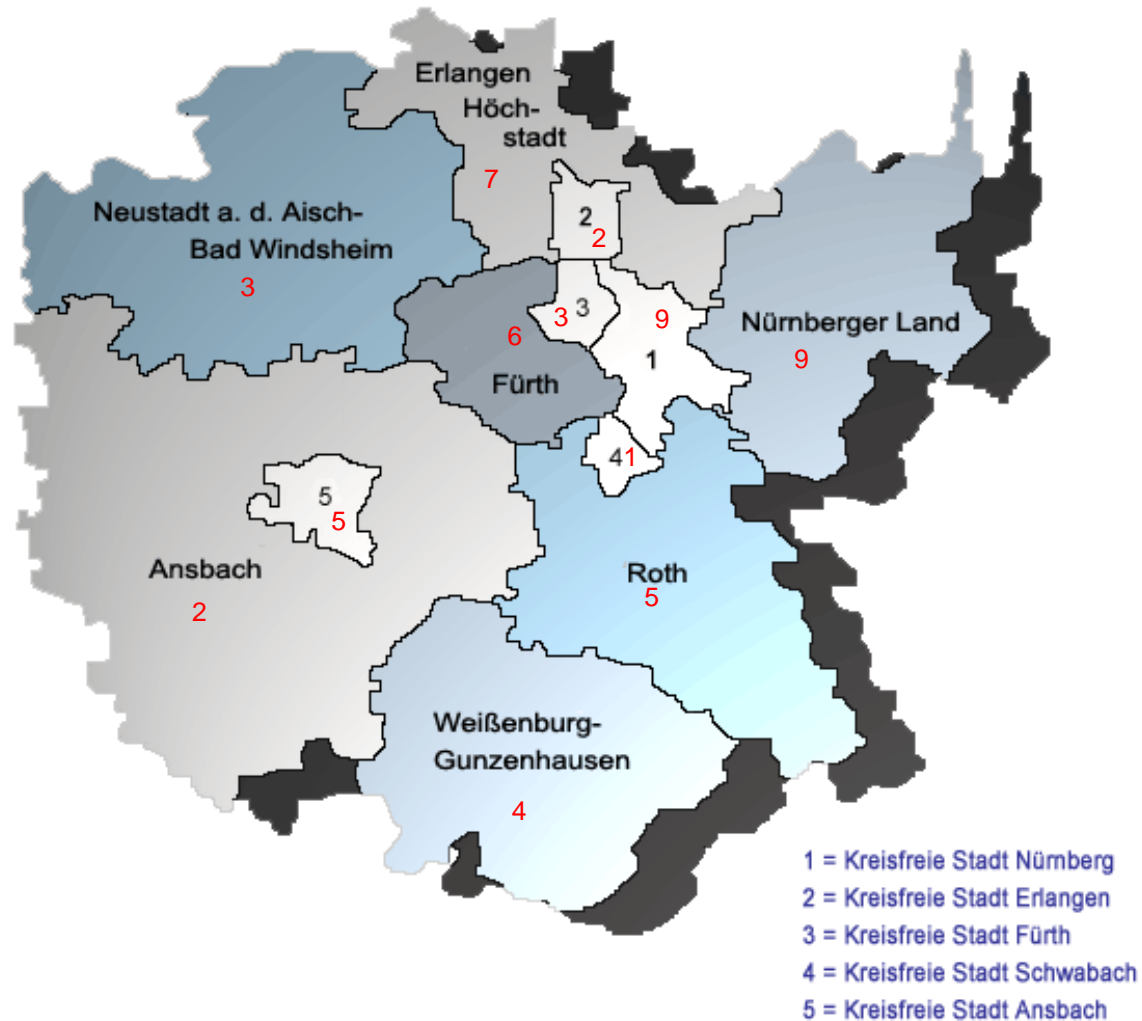 Erlangen
Höch-
stadt
7
2
2
Neustadt a. d. Aisch-
Bad Windsheim
3
3
3
9
6
1
Nürnberger Land
9
Fürth
4 1
5
5
Ansbach
2
Roth
5
Weißenburg-
Gunzenhausen
4
1 = Kreisfreie Stadt Nürnberg
2 = Kreisfreie Stadt Erlangen
3 = Kreisfreie Stadt Fürth
4 = Kreisfreie Stadt Schwabach
5 = Kreisfreie Stadt Ansbach